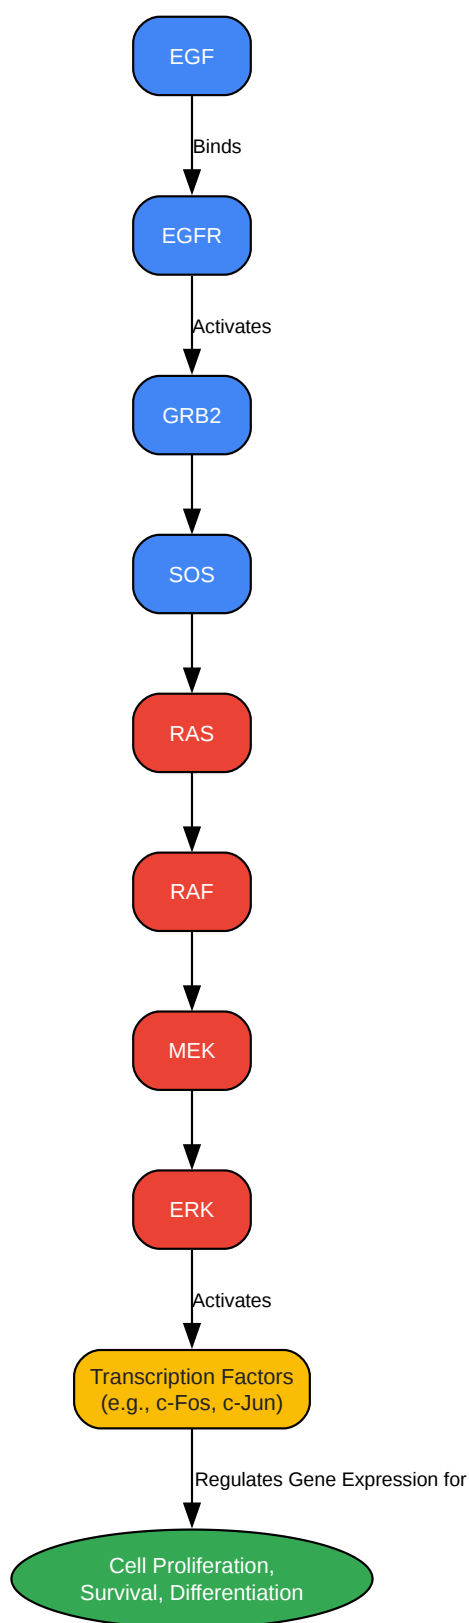 EGF
Binds
EGFR
Activates
GRB2
SOS
RAS
RAF
MEK
ERK
Activates
Transcription Factors
(e.g., c-Fos, c-Jun)
Regulates Gene Expression for
Cell Proliferation,
Survival, Differentiation